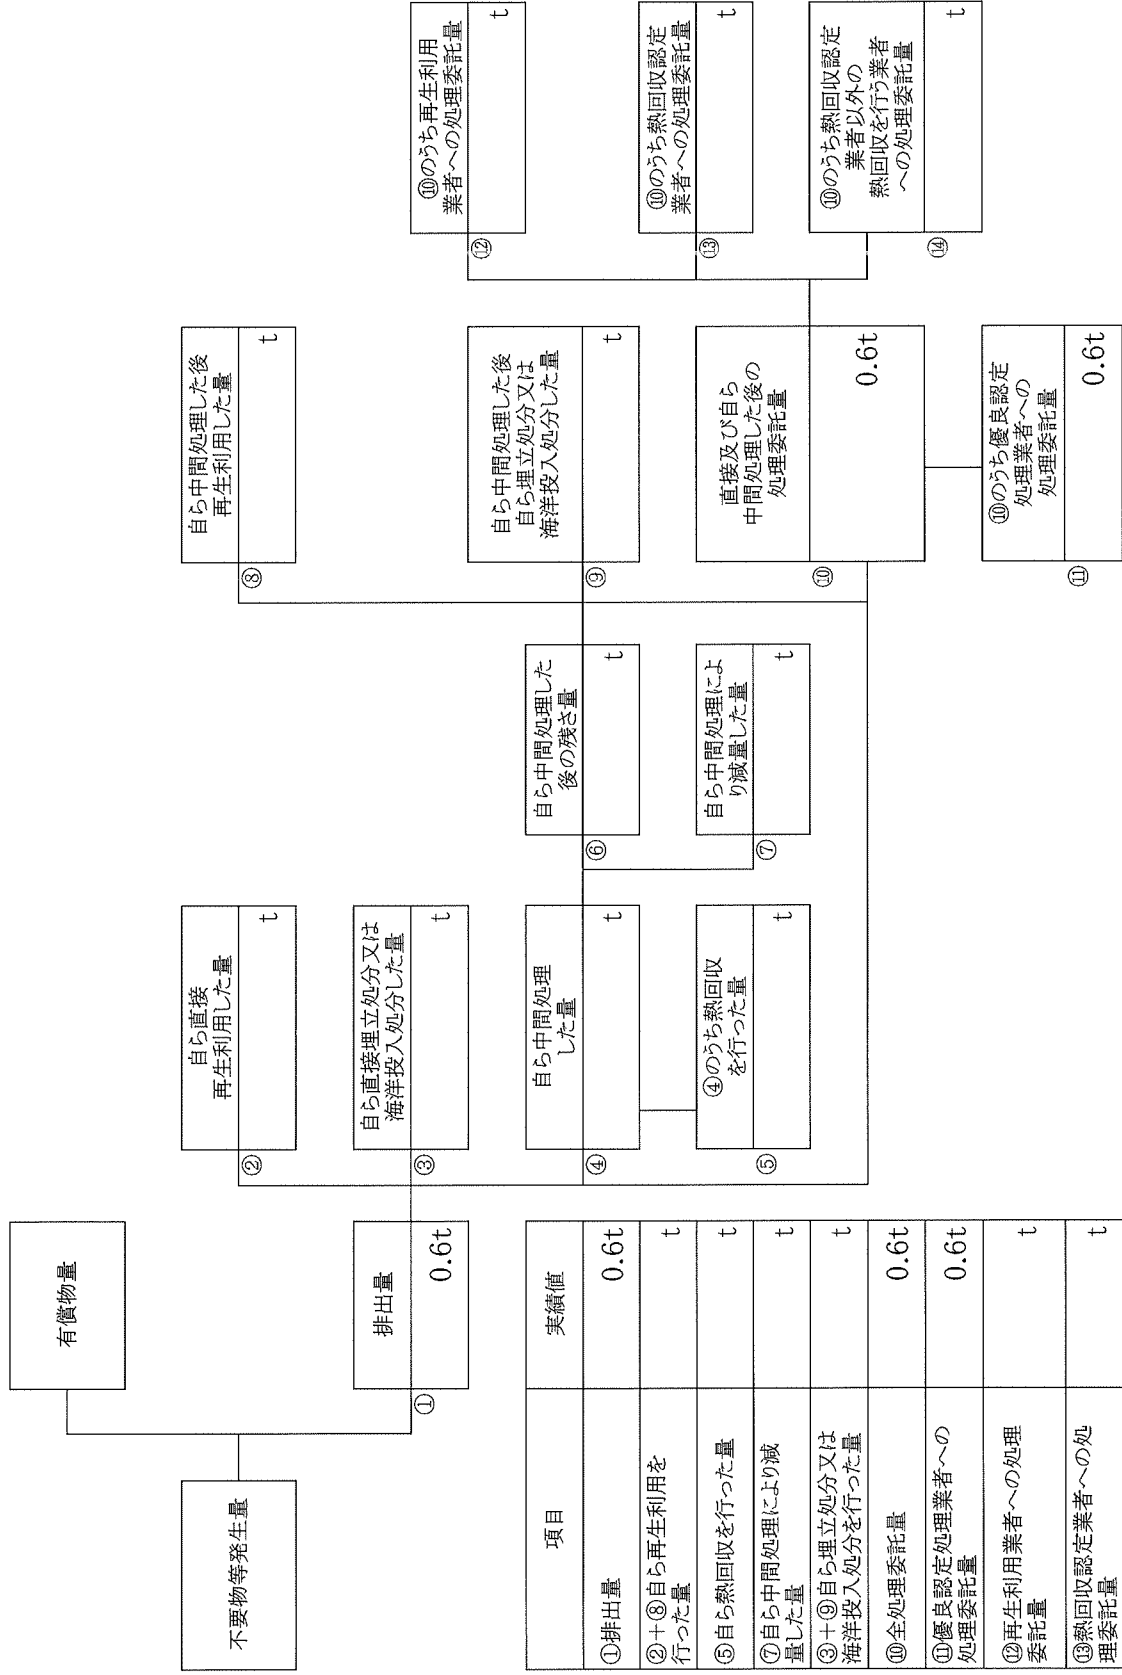 不要物等発生量
有償物量
①
排出量
0.6t
②
自ら直接
再生利用した量
t
③
自ら直接埋立処分又は
海洋投入処分した量
t
④
自ら中間処理
した量
t
⑤
④のうち熱回収
を行った量
t
⑥
自ら中間処理した
後の残さ量
t
⑦
自ら中間処理によ
り減量した量
t
⑧
自ら中間処理した後
再生利用した量
t
⑨
自ら中間処理した後
自ら埋立処分又は
海洋投入処分した量
t
⑩
直接及び自ら
中間処理した後の
処理委託量
0.6t
⑪
⑩のうち優良認定
処理業者への
処理委託量
0.6t
⑫
⑩のうち再生利用
業者への処理委託量
t
⑬
⑩のうち熱回収認定
業者への処理委託量
t
⑭
⑩のうち熱回収認定
業者以外の
熱回収を行う業者
への処理委託量
t
項目
実績値
①排出量
0.6t
②+⑧自ら再生利用を
行った量
t
⑤自ら熱回収を行った量
t
⑦自ら中間処理により減
量した量
t
③+⑨自ら埋立処分又は
海洋投入処分を行った量
t
⑩全処理委託量
0.6t
⑪優良認定処理業者への
処理委託量
0.6t
⑫再生利用業者への処理
委託量
t
⑬熱回収認定業者への処
理委託量
t